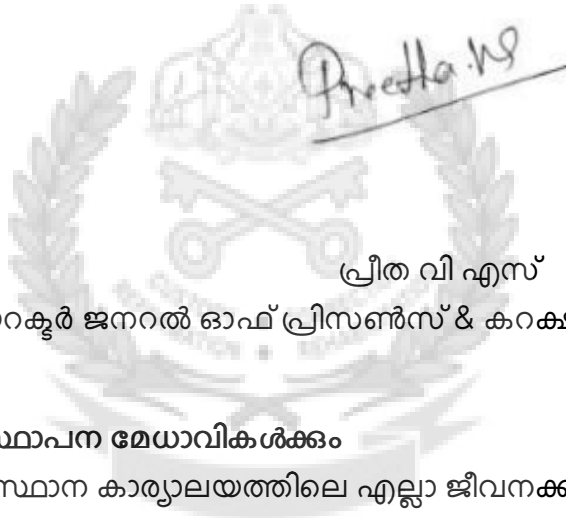 Preetha.VS
പ്രീത വി എസ്
റക്ടർ ജനറൽ ഓഫ് പ്രിസൺസ് & കറക്ഷ
സ്ഥാപന മേധാവികൾക്കും
സ്ഥാന കാര്യാലയത്തിലെ എല്ലാ ജീവനക്ക